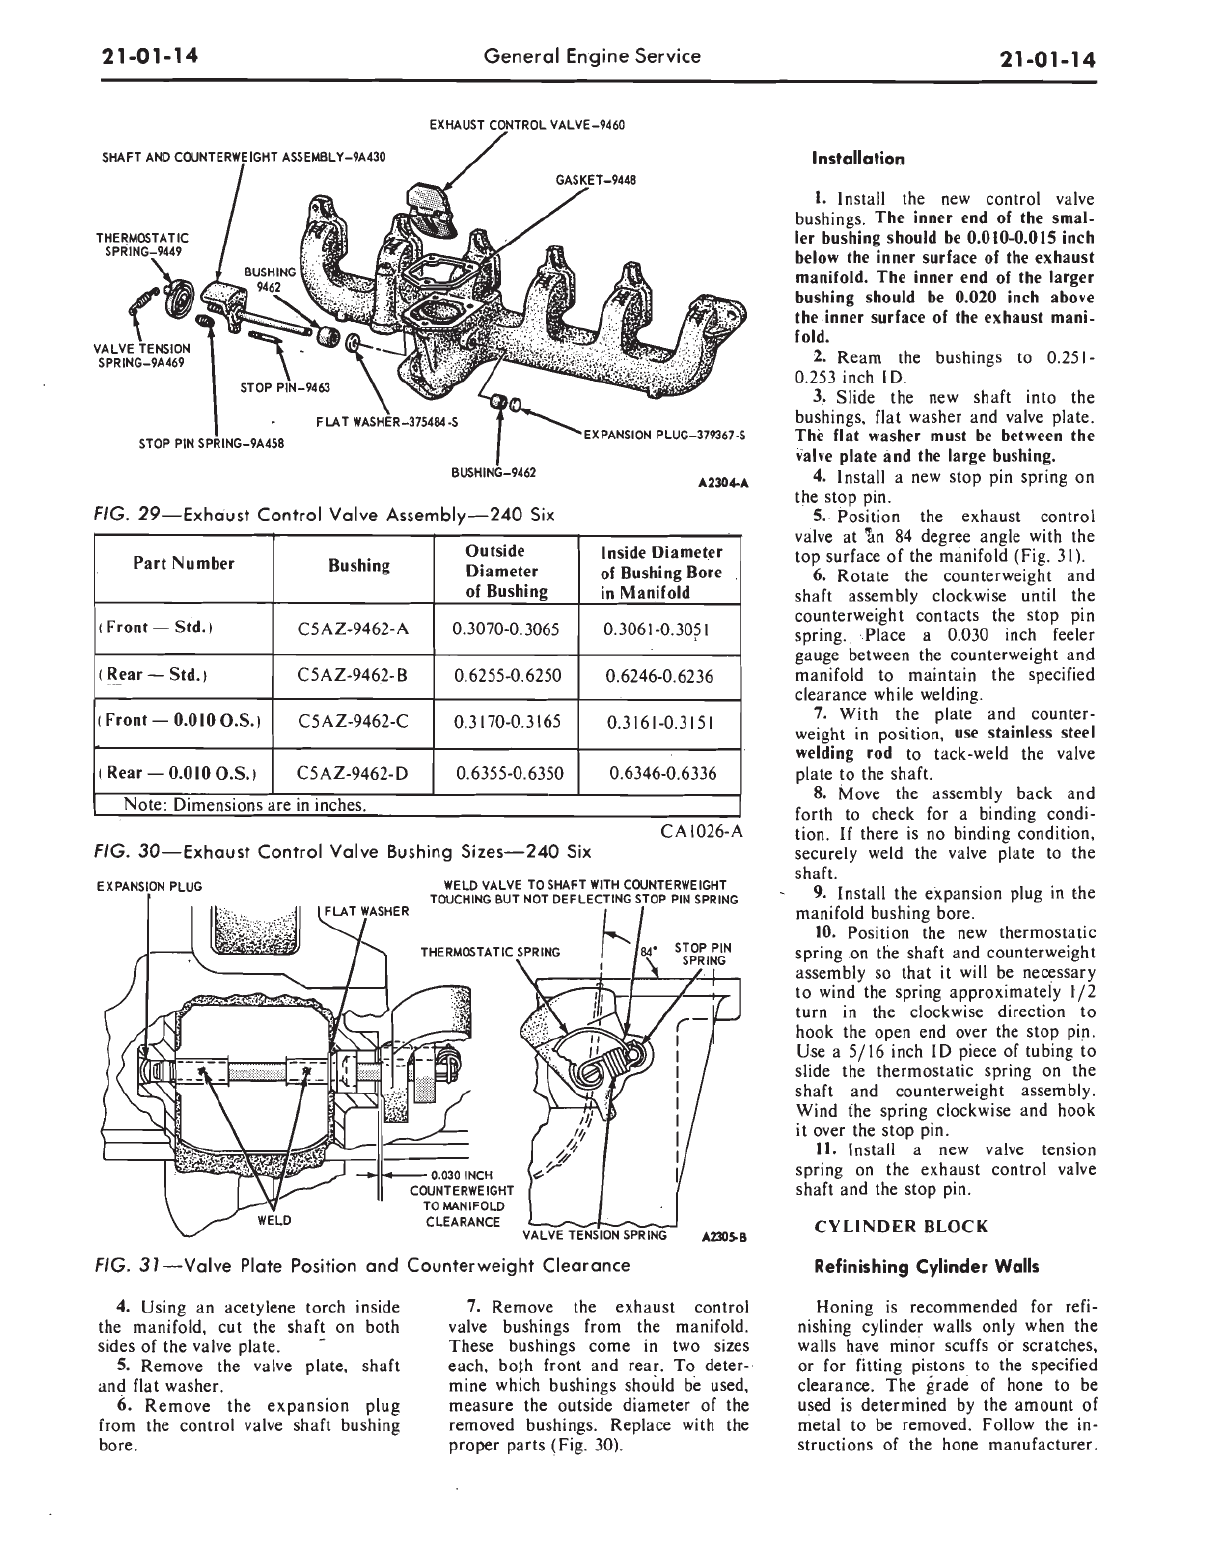 21-01-14
General Engine Service
21-01-14
EXHAUST CONTROL VALVE-9460
SHAFT AND COUNTERWEIGHT ASSEMBLY-9A430
GASKET-9448
THERMOSTATIC
SPRING-9449
BUSHING
9462
VALVE TENSION
SPRING-9A469
STOP PIN-9463
FLAT WASHER-375484-S
EXPANSION PLUG-379367-S
STOP PIN SPRING-9A458
BUSHING-9462
A2304-A
FIG. 29—Exhaust Control Valve Assembly—240 Six
Part Number
Bushing
Outside
Diameter
of Bushing
Inside Diameter
of Bushing Bore
in Manifold
(Front — Std.)
C5AZ-9462-A
0.3070-0.3065
0.3061-0.3051
(Rear — Std.)
C5AZ-9462-B
0.6255-0.6250
0.6246-0.6236
(Front — 0.010 O.S.)
C5AZ-9462-C
0.3170-0.3165
0.3161-0.3151
(Rear — 0.010 O.S.)
C5AZ-9462-D
0.6355-0.6350
0.6346-0.6336
Note: Dimensions are in inches.
CA1026-A
FIG. 30—Exhaust Control Valve Bushing Sizes—240 Six
EXPANSION PLUG
FLAT WASHER
WELD VALVE TO SHAFT WITH COUNTERWEIGHT
TOUCHING BUT NOT DEFLECTING STOP PIN SPRING
THERMOSTATIC SPRING
84°
STOP PIN
SPRING
0.030 INCH
COUNTERWEIGHT
TO MANIFOLD
CLEARANCE
WELD
VALVE TENSION SPRING
A2305-B
FIG. 31—Valve Plate Position and Counterweight Clearance
4. Using an acetylene torch inside
the manifold, cut the shaft on both
sides of the valve plate.
5. Remove the valve plate, shaft
and flat washer.
6. Remove the expansion plug
from the control valve shaft bushing
bore.
7. Remove the exhaust control
valve bushings from the manifold.
These bushings come in two sizes
each, both front and rear. To deter-
mine which bushings should be used,
measure the outside diameter of the
removed bushings. Replace with the
proper parts (Fig. 30).
Installation
1. Install the new control valve
bushings. The inner end of the smal-
ler bushing should be 0.010-0.015 inch
below the inner surface of the exhaust
manifold. The inner end of the larger
bushing should be 0.020 inch above
the inner surface of the exhaust mani-
fold.
2. Ream the bushings to 0.251-
0.253 inch ID.
3. Slide the new shaft into the
bushings, flat washer and valve plate.
The flat washer must be between the
valve plate and the large bushing.
4. Install a new stop pin spring on
the stop pin.
5. Position the exhaust control
valve at an 84 degree angle with the
top surface of the manifold (Fig. 31).
6. Rotate the counterweight and
shaft assembly clockwise until the
counterweight contacts the stop pin
spring. Place a 0.030 inch feeler
gauge between the counterweight and
manifold to maintain the specified
clearance while welding.
7. With the plate and counter-
weight in position, use stainless steel
welding rod to tack-weld the valve
plate to the shaft.
8. Move the assembly back and
forth to check for a binding condi-
tion. If there is no binding condition,
securely weld the valve plate to the
shaft.
9. Install the expansion plug in the
manifold bushing bore.
10. Position the new thermostatic
spring on the shaft and counterweight
assembly so that it will be necessary
to wind the spring approximately 1/2
turn in the clockwise direction to
hook the open end over the stop pin.
Use a 5/16 inch ID piece of tubing to
slide the thermostatic spring on the
shaft and counterweight assembly.
Wind the spring clockwise and hook
it over the stop pin.
11. Install a new valve tension
spring on the exhaust control valve
shaft and the stop pin.
CYLINDER BLOCK
Refinishing Cylinder Walls
Honing is recommended for refi-
nishing cylinder walls only when the
walls have minor scuffs or scratches,
or for fitting pistons to the specified
clearance. The grade of hone to be
used is determined by the amount of
metal to be removed. Follow the in-
structions of the hone manufacturer.